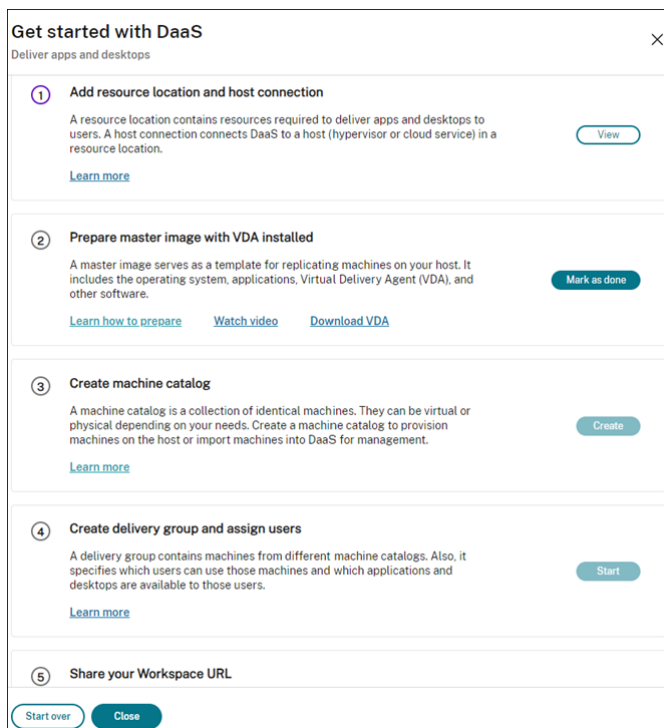 Get started with DaaS
Deliver apps and desktops
1
Add resource location and host connection
A resource location contains resources required to deliver apps and desktops to
users. A host connection connects DaaS to a host (hypervisor or cloud service) in a
resource location.
View
Learn more
2
Prepare master image with VDA installed
A master image serves as a template for replicating machines on your host. It
includes the operating system, applications, Virtual Delivery Agent (VDA), and
other software.
Mark as done
Learn how to prepare Watch video Download VDA
3
Create machine catalog
A machine catalog is a collection of identical machines. They can be virtual or
physical depending on your needs. Create a machine catalog to provision
machines on the host or import machines into DaaS for management.
Create
Learn more
4
Create delivery group and assign users
A delivery group contains machines from different machine catalogs. Also, it
specifies which users can use those machines and which applications and
desktops are available to those users.
Start
Learn more
5
Share your Workspace URL
Start over Close